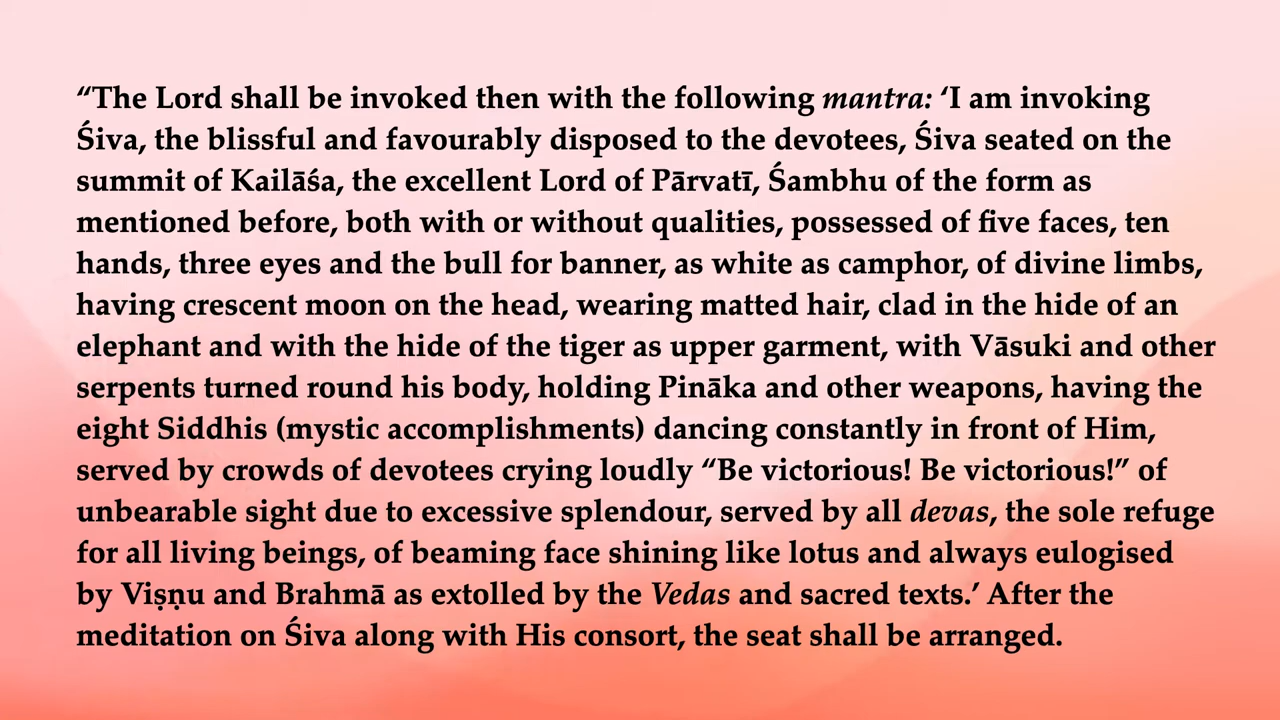 “The Lord shall be invoked then with the following mantra: ‘I am invoking
Śiva, the blissful and favourably disposed to the devotees, Śiva seated on the
summit of Kailāśa, the excellent Lord of Pārvatī, Śambhu of the form as
mentioned before, both with or without qualities, possessed of five faces, ten
hands, three eyes and the bull for banner, as white as camphor, of divine limbs,
having crescent moon on the head, wearing matted hair, clad in the hide of an
elephant and with the hide of the tiger as upper garment, with Vāsuki and other
serpents turned round his body, holding Pināka and other weapons, having the
eight Siddhis (mystic accomplishments) dancing constantly in front of Him,
served by crowds of devotees crying loudly “Be victorious! Be victorious!” of
unbearable sight due to excessive splendour, served by all devas, the sole refuge
for all living beings, of beaming face shining like lotus and always eulogised
by Viṣṇu and Brahmā as extolled by the Vedas and sacred texts.’ After the
meditation on Śiva along with His consort, the seat shall be arranged.